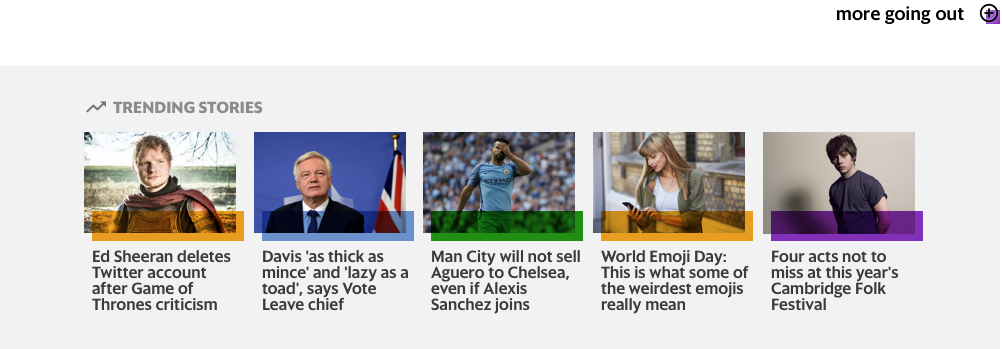 more going out
TRENDING STORIES
Ed Sheeran deletes
Twitter account
after Game of
Thrones criticism
Davis 'as thick as
mince' and 'lazy as a
toad', says Vote
Leave chief
Man City will not sell
Aguero to Chelsea,
even if Alexis
Sanchez joins
World Emoji Day:
This is what some of
the weirdest emojis
really mean
Four acts not to
miss at this year's
Cambridge Folk
Festival